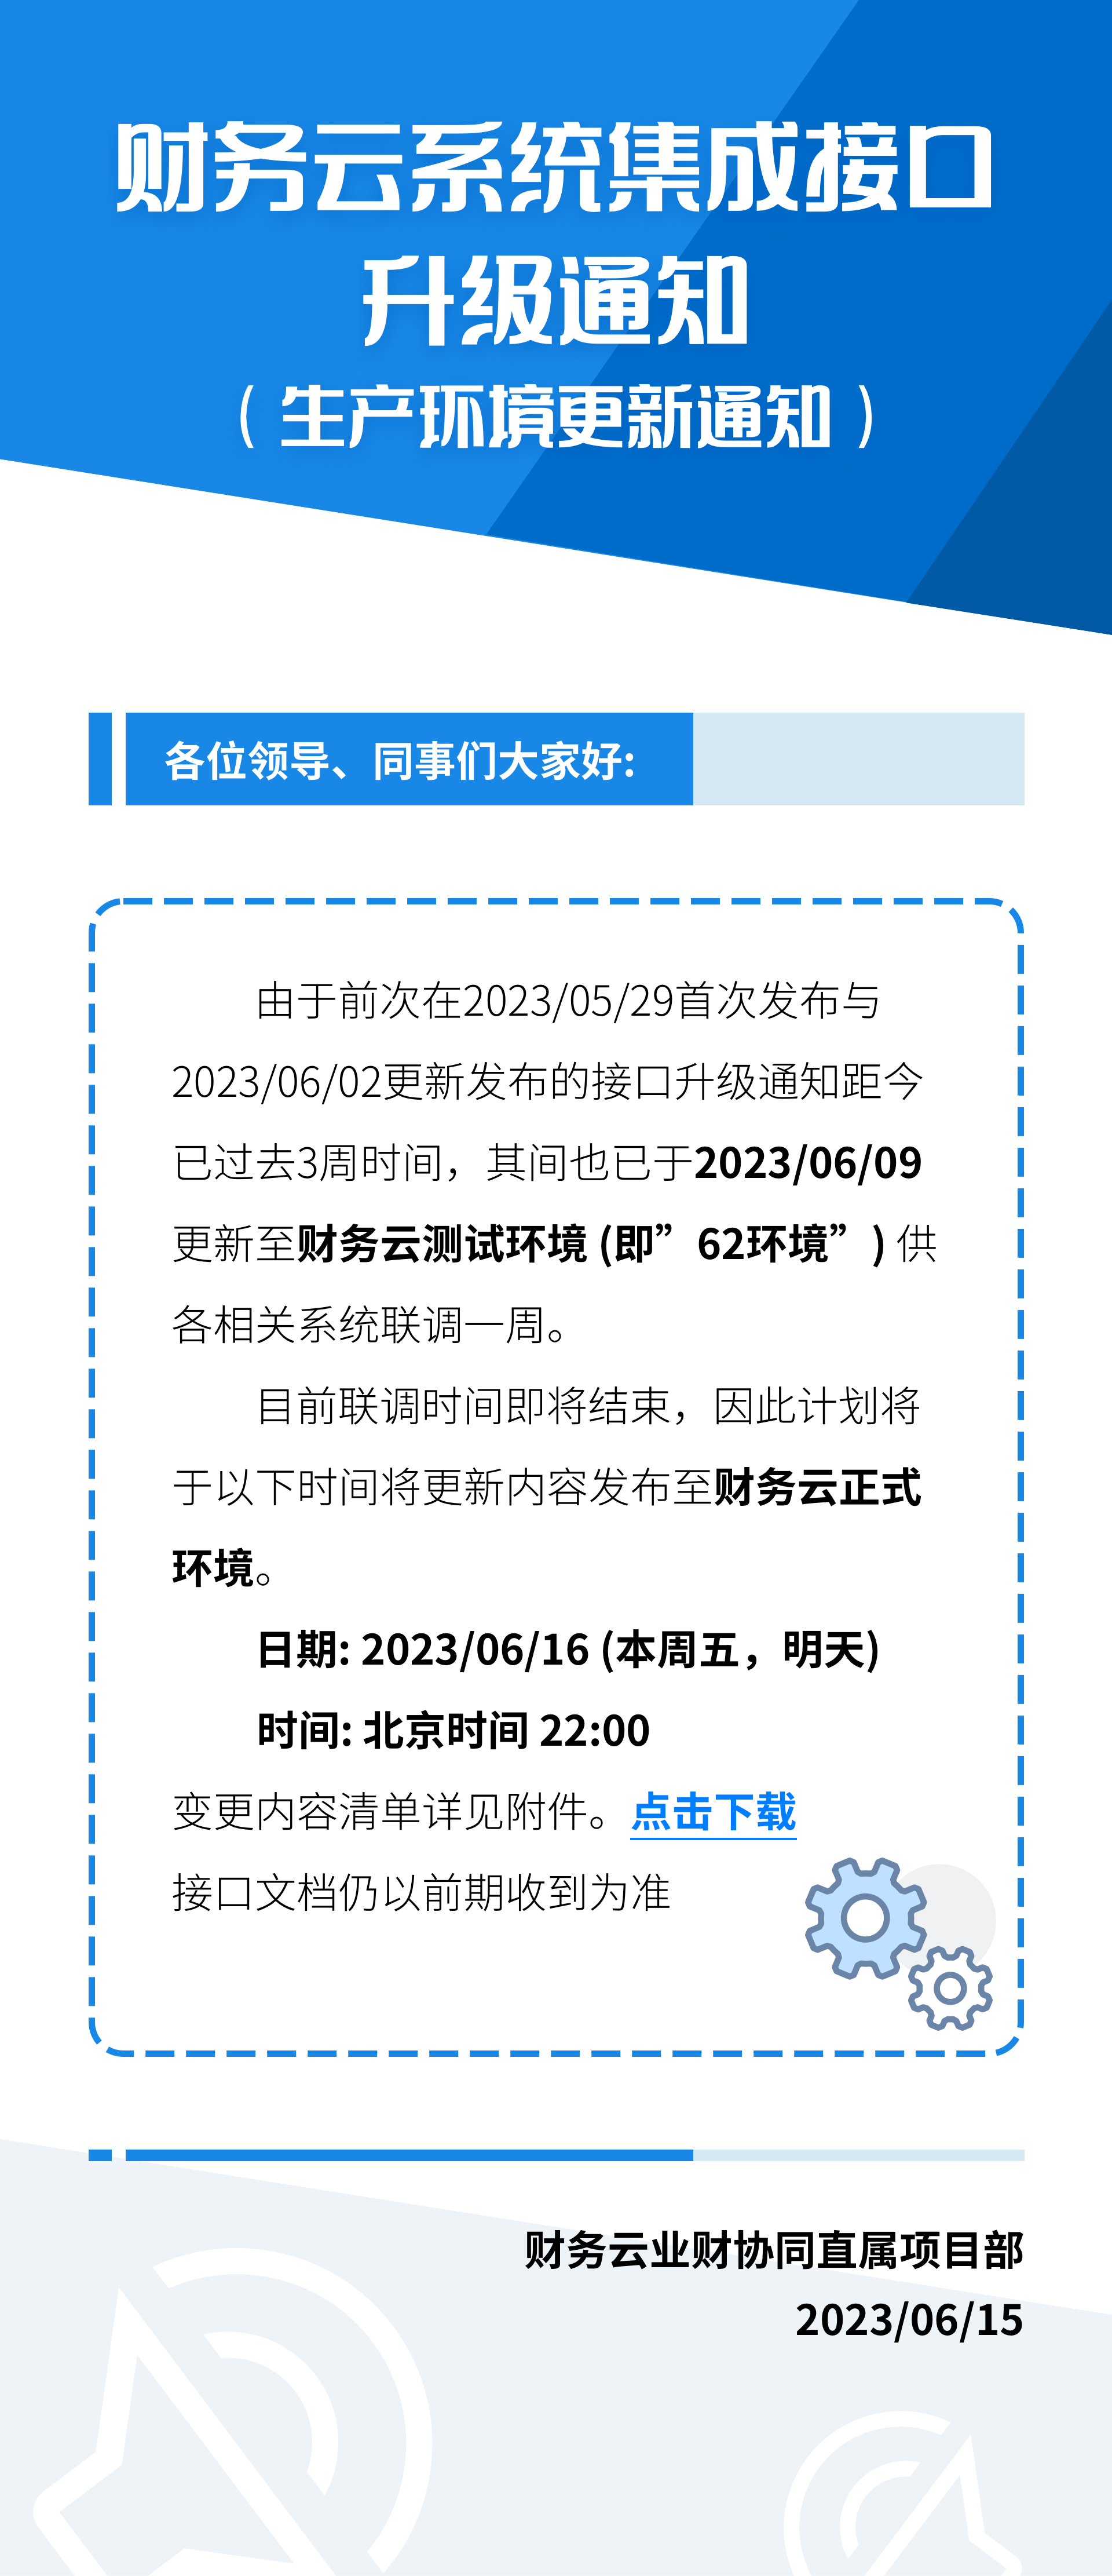 财务云系统集成接口
升级通知
（生产环境更新通知）
各位领导、同事们大家好:
由于前次在2023/05/29首次发布与
2023/06/02更新发布的接口升级通知距今
已过去3周时间，其间也已于2023/06/09
更新至财务云测试环境 (即”62环境”) 供
各相关系统联调一周。
目前联调时间即将结束，因此计划将
于以下时间将更新内容发布至财务云正式
环境。
日期: 2023/06/16 (本周五，明天)
时间: 北京时间 22:00
变更内容清单详见附件。点击下载
接口文档仍以前期收到为准
财务云业财协同直属项目部
2023/06/15